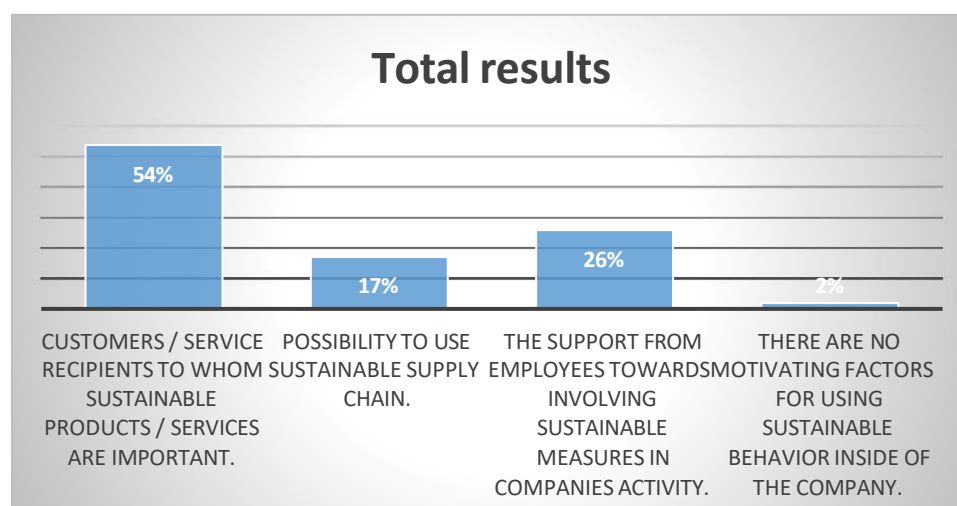 Total results
54%
17%
26%
2%
CUSTOMERS / SERVICE
RECIPIENTS TO WHOM
SUSTAINABLE
PRODUCTS / SERVICES
ARE IMPORTANT.
POSSIBILITY TO USE
SUSTAINABLE SUPPLY
CHAIN.
THE SUPPORT FROM
EMPLOYEES TOWARDS
INVOLVING
SUSTAINABLE
MEASURES IN
COMPANIES ACTIVITY.
THERE ARE NO
MOTIVATING FACTORS
FOR USING
SUSTAINABLE
BEHAVIOR INSIDE OF
THE COMPANY.